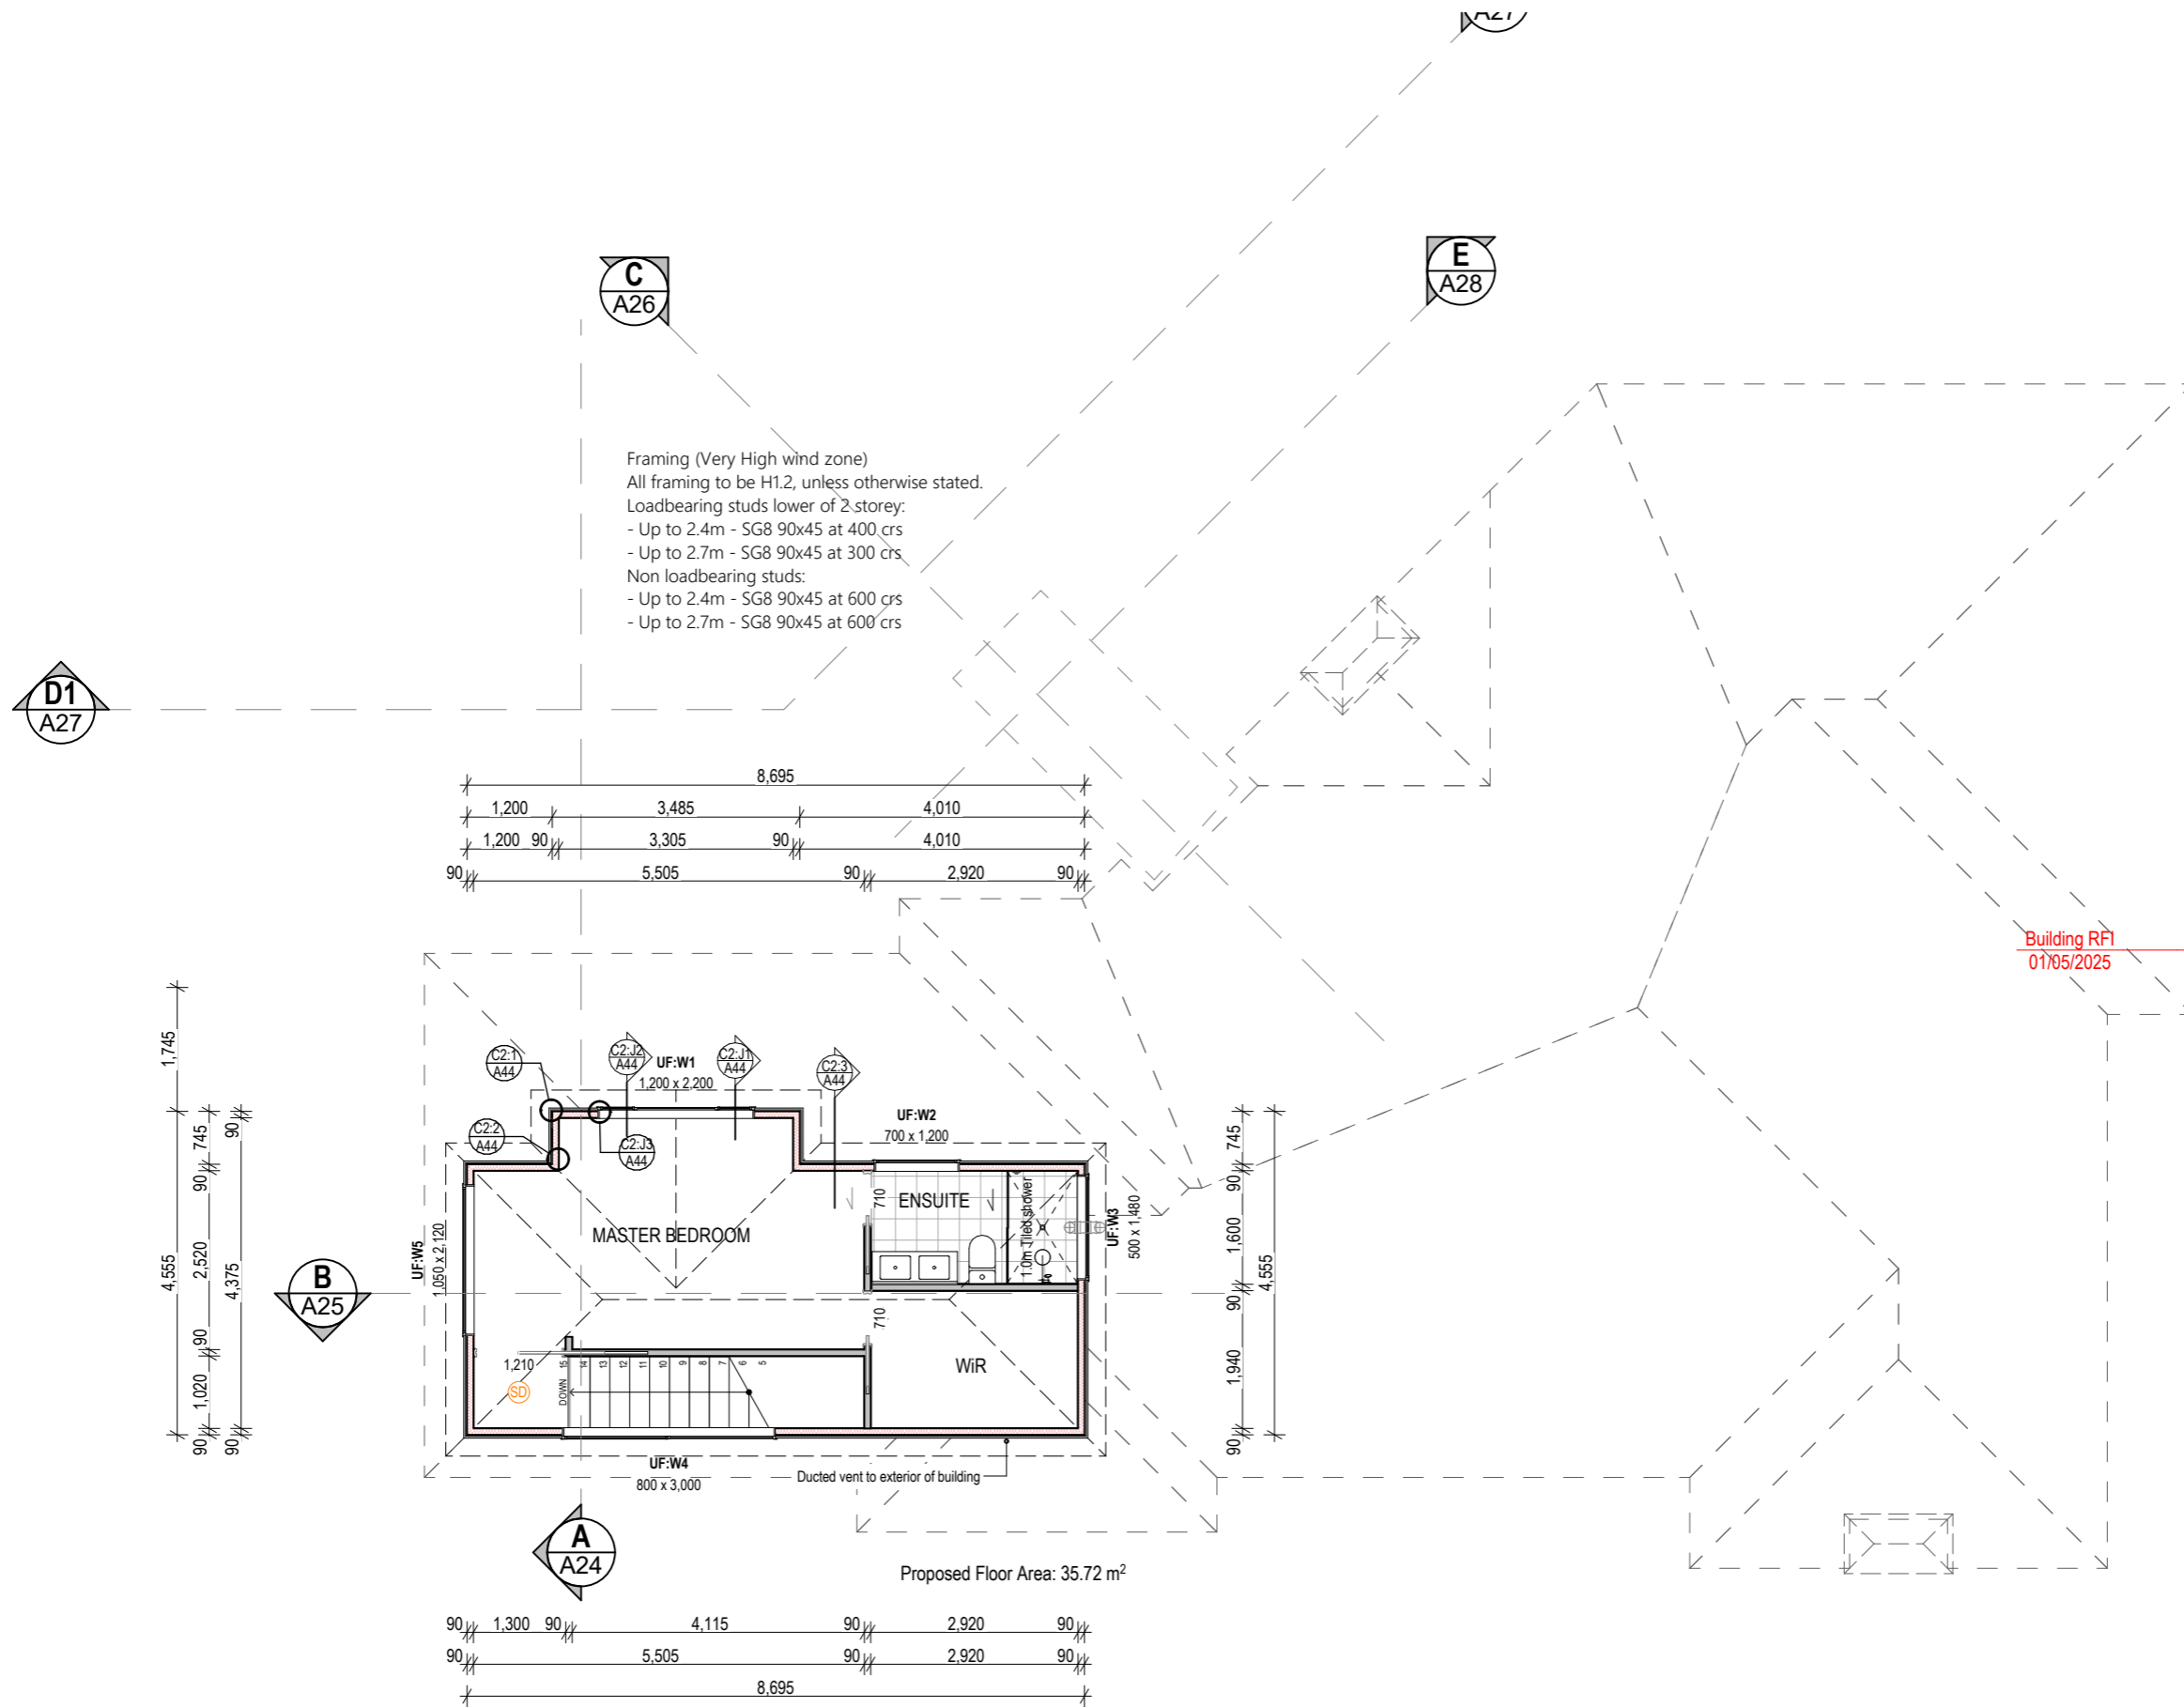 A27
C
A26
E
A28
Framing (Very High wind zone)
All framing to be H1.2, unless otherwise stated.
Loadbearing studs lower of 2 storey:
- Up to 2.4m - SG8 90x45 at 400 crs
- Up to 2.7m - SG8 90x45 at 300 crs
Non loadbearing studs:
- Up to 2.4m - SG8 90x45 at 600 crs
- Up to 2.7m - SG8 90x45 at 600 crs
D1
A27
8,695
1,200 3,485 4,010
1,200 90 3,305 90 4,010
90 5,505 90 2,920 90
Building RFI
01/05/2025
1,745
4,555
745
90
2,520
90
1,020
90
90
4,375
90
C2:1
A44
C2:J2
A44
UF:W1
1,200 x 2,200
C2:J1
A44
C2:3
A44
C2:2
A44
C2:J3
A44
UF:W2
700 x 1,200
UF:W5
1,050 x 2,120
MASTER BEDROOM
710
ENSUITE
1.0m Tiled shower
UF:W3
500 x 1,480
745
90
1,600
90
1,940
90
4,555
B
A25
710
WiR
1,210
SD
DOWN
15 14 13 12 11 10 9 8 7 6 5
UF:W4
800 x 3,000
Ducted vent to exterior of building
A
A24
Proposed Floor Area: 35.72 m²
90 1,300 90 4,115 90 2,920 90
90 5,505 90 2,920 90
8,695